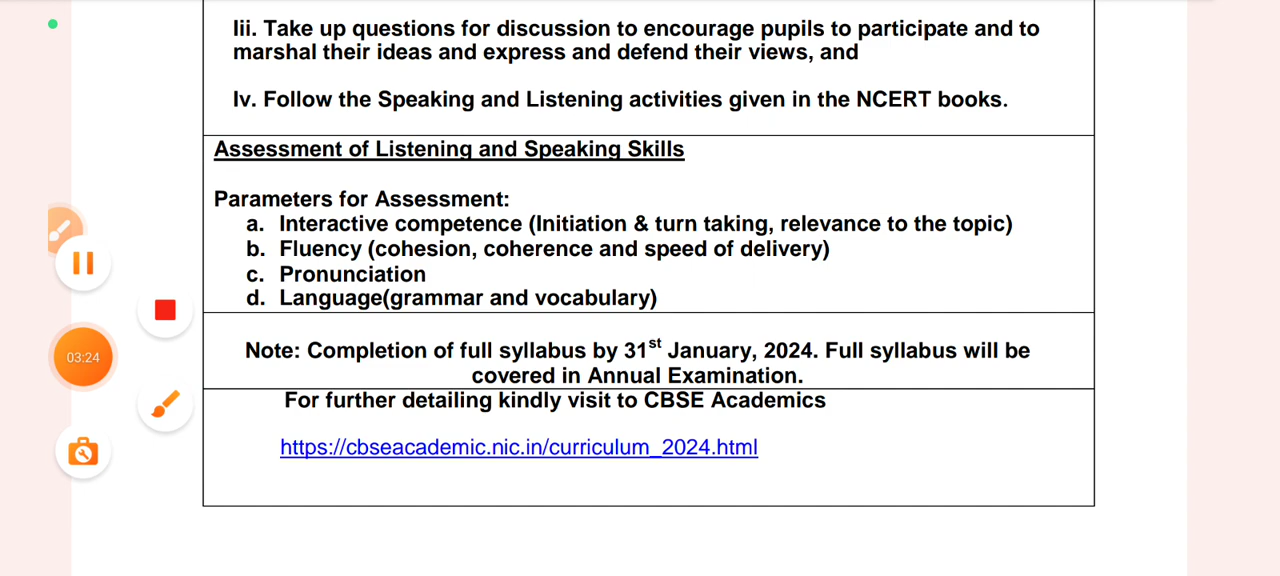 Iii. Take up questions for discussion to encourage pupils to participate and to
marshal their ideas and express and defend their views, and
Iv. Follow the Speaking and Listening activities given in the NCERT books.
Assessment of Listening and Speaking Skills
Parameters for Assessment:
a. Interactive competence (Initiation & turn taking, relevance to the topic)
b. Fluency (cohesion, coherence and speed of delivery)
c. Pronunciation
d. Language(grammar and vocabulary)
03:24
Note: Completion of full syllabus by 31st January, 2024. Full syllabus will be
covered in Annual Examination.
For further detailing kindly visit to CBSE Academics
https://cbseacademic.nic.in/curriculum_2024.html